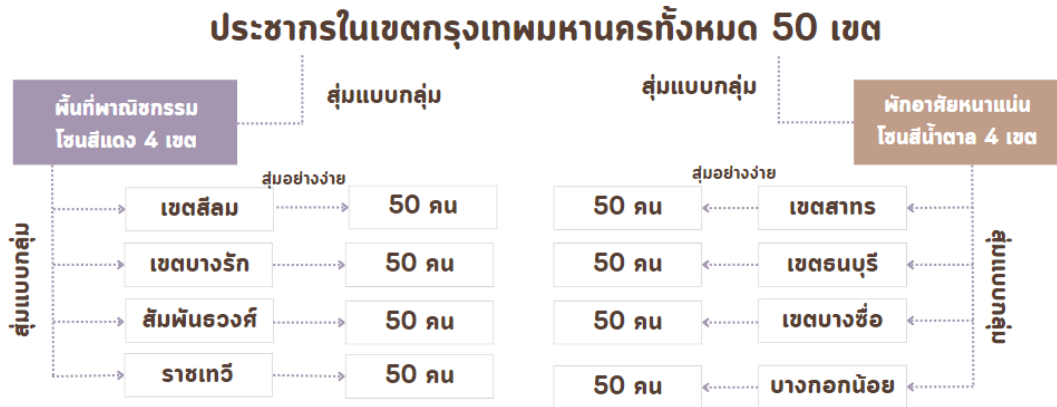 ประชากรในเขตกรุงเทพมหานครทั้งหมด 50 เขต
สุ่มแบบกลุ่ม
สุ่มแบบกลุ่ม
พื้นที่พาณิชกรรม
โซนสีแดง 4 เขต
พักอาศัยหนาแน่น
โซนสีน้ำตาล 4 เขต
สุ่มอย่างง่าย
สุ่มอย่างง่าย
สุ่มแบบกลุ่ม
สุ่มแบบกลุ่ม
เขตสีลม
50 คน
50 คน
เขตสาทร
เขตบางรัก
50 คน
50 คน
เขตธนบุรี
สัมพันธวงศ์
50 คน
50 คน
เขตบางซื่อ
ราชเทวี
50 คน
50 คน
บางกอกน้อย